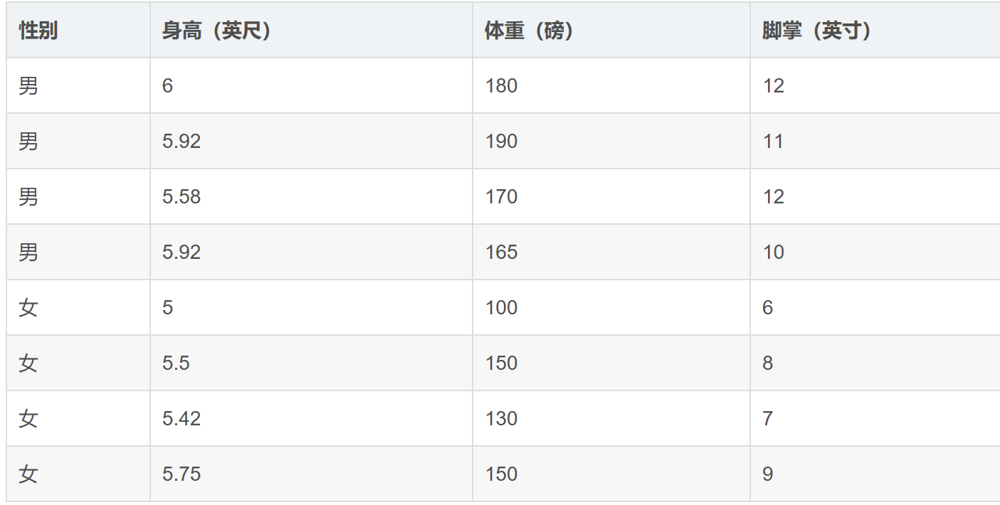 性别 身高（英尺） 体重（磅） 脚掌（英寸）
男 6 180 12
男 5.92 190 11
男 5.58 170 12
男 5.92 165 10
女 5 100 6
女 5.5 150 8
女 5.42 130 7
女 5.75 150 9